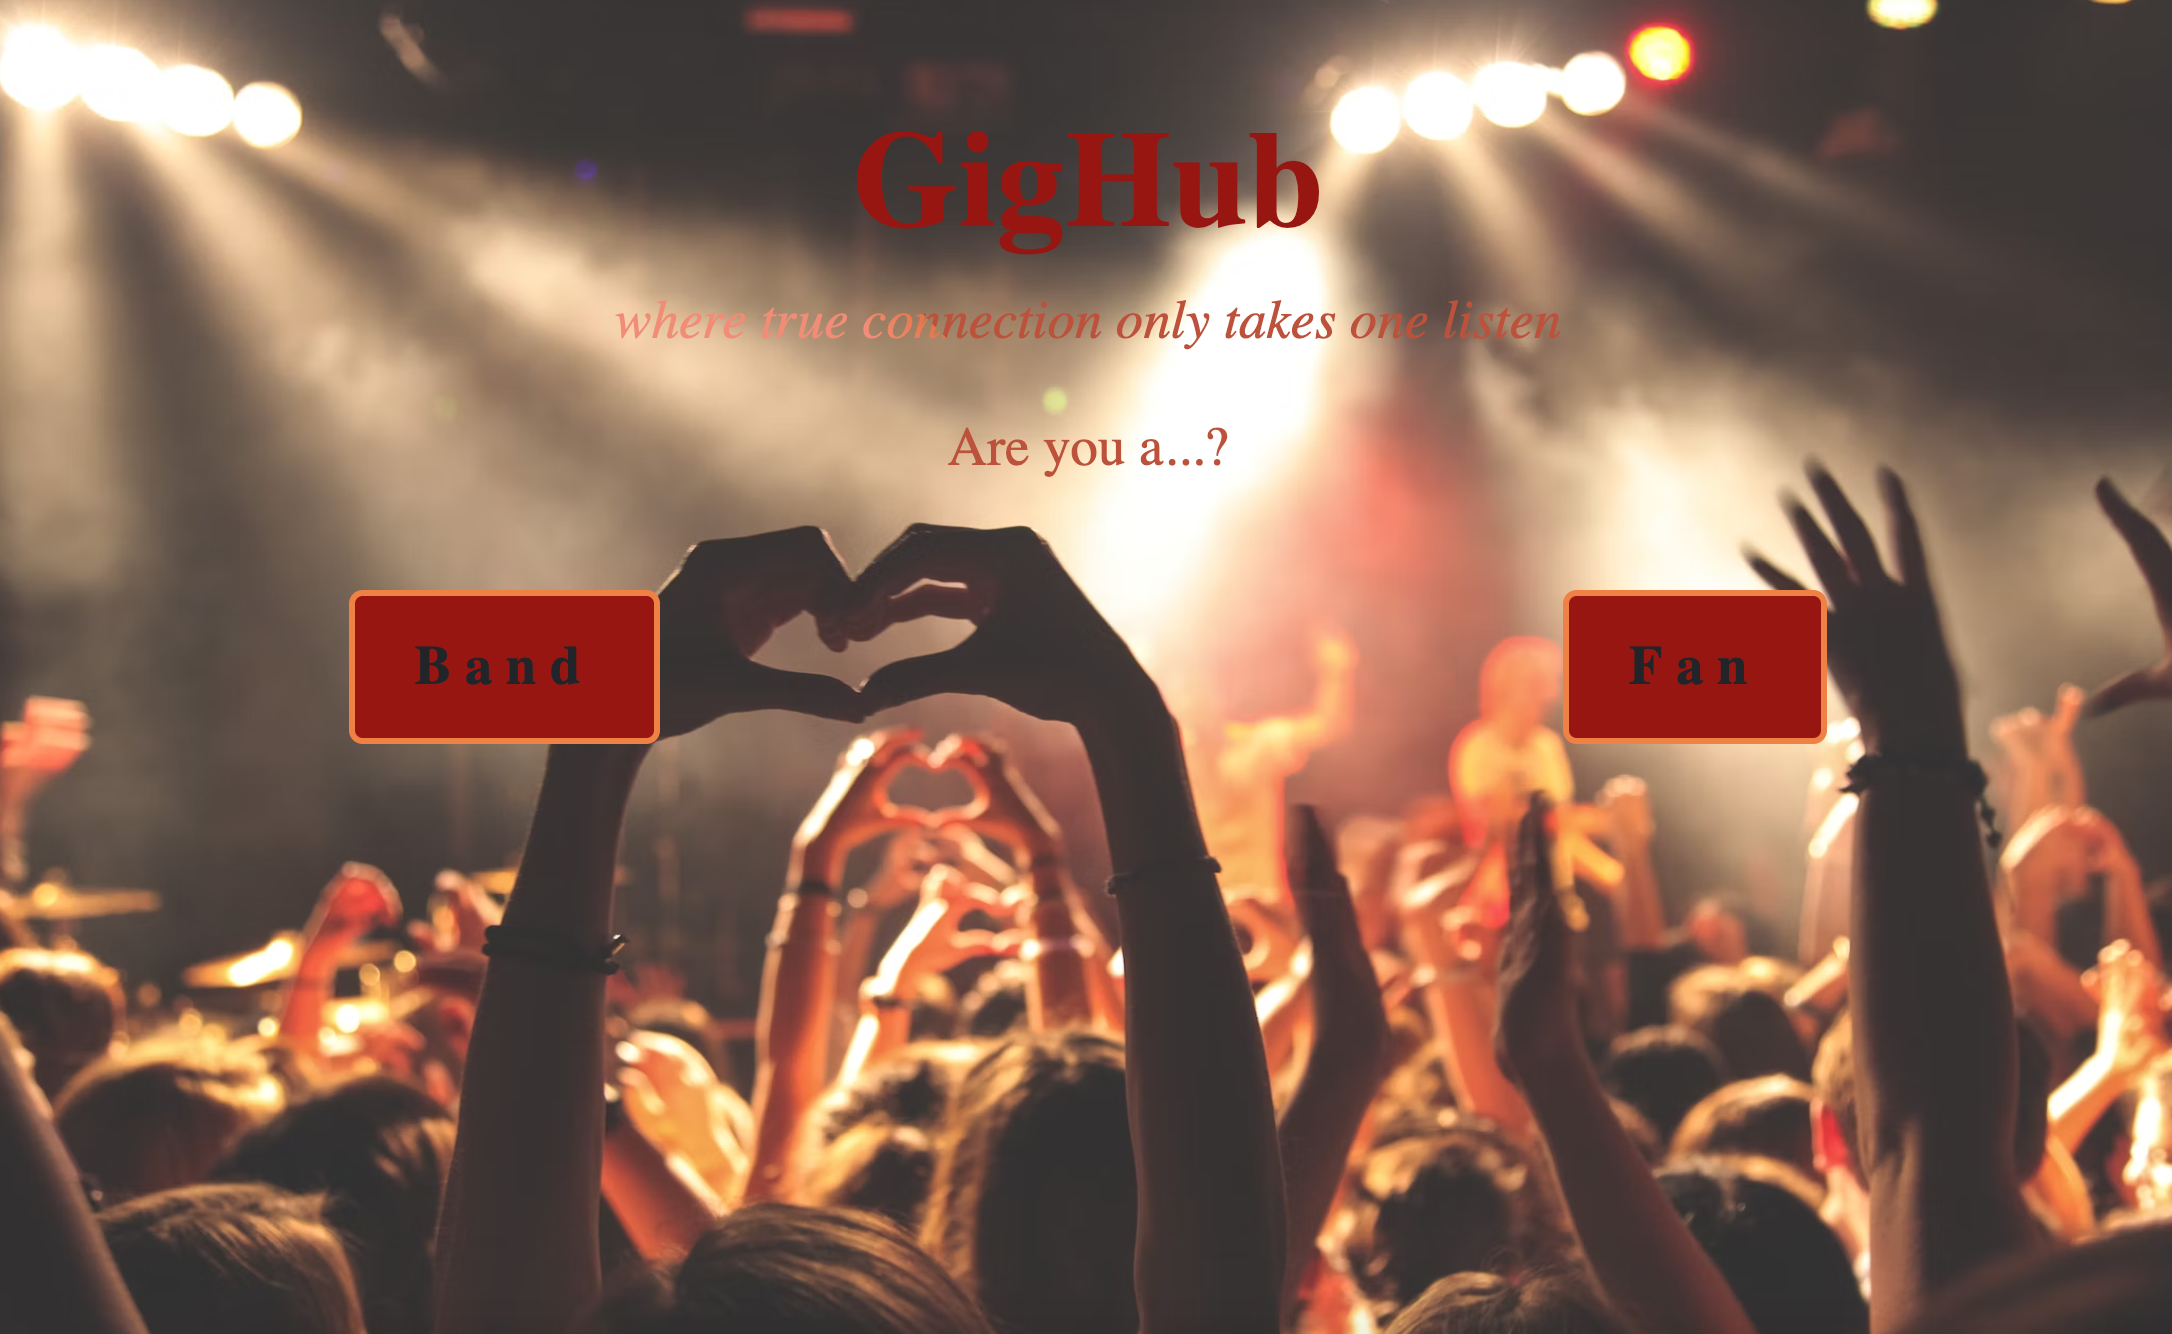 GigHub
where true connection only takes one listen
Are you a...?
Band
Fan